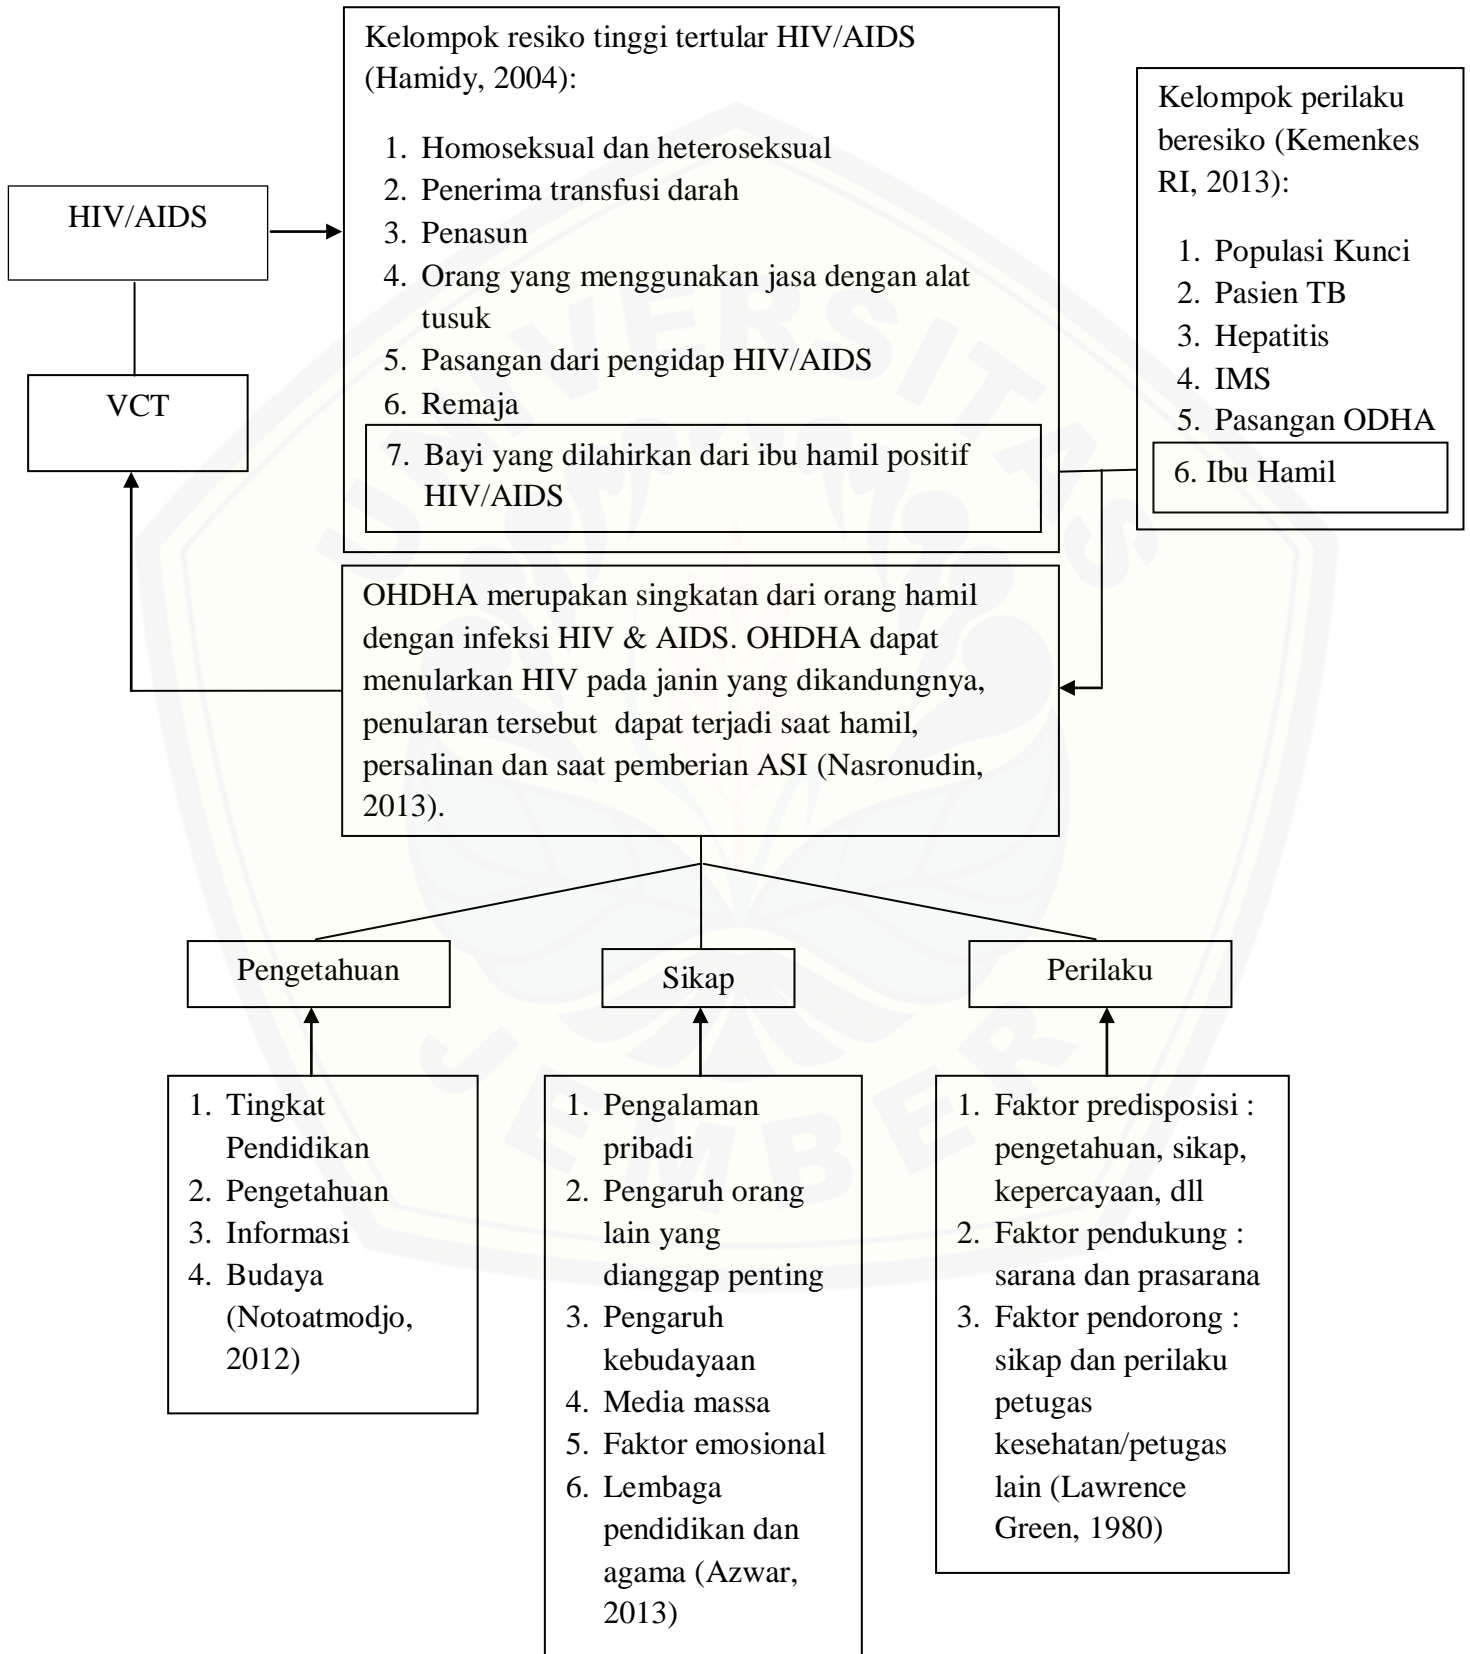 Kelompok resiko tinggi tertular HIV/AIDS
(Hamidy, 2004):
1. Homoseksual dan heteroseksual
2. Penerima transfusi darah
3. Penasun
4. Orang yang menggunakan jasa dengan alat
tusuk
5. Pasangan dari pengidap HIV/AIDS
6. Remaja
7. Bayi yang dilahirkan dari ibu hamil positif
HIV/AIDS
Kelompok perilaku
beresiko (Kemenkes
RI, 2013):
1. Populasi Kunci
2. Pasien TB
3. Hepatitis
4. IMS
5. Pasangan ODHA
6. Ibu Hamil
HIV/AIDS
VCT
OHDHA merupakan singkatan dari orang hamil
dengan infeksi HIV & AIDS. OHDHA dapat
menularkan HIV pada janin yang dikandungnya,
penularan tersebut  dapat terjadi saat hamil,
persalinan dan saat pemberian ASI (Nasronudin,
2013).
Pengetahuan
Sikap
Perilaku
1. Tingkat
Pendidikan
2. Pengetahuan
3. Informasi
4. Budaya
(Notoatmodjo,
2012)
1. Pengalaman
pribadi
2. Pengaruh orang
lain yang
dianggap penting
3. Pengaruh
kebudayaan
4. Media massa
5. Faktor emosional
6. Lembaga
pendidikan dan
agama (Azwar,
2013)
1. Faktor predisposisi :
pengetahuan, sikap,
kepercayaan, dll
2. Faktor pendukung :
sarana dan prasarana
3. Faktor pendorong :
sikap dan perilaku
petugas
kesehatan/petugas
lain (Lawrence
Green, 1980)
UNIVERSITAS
JEMBER